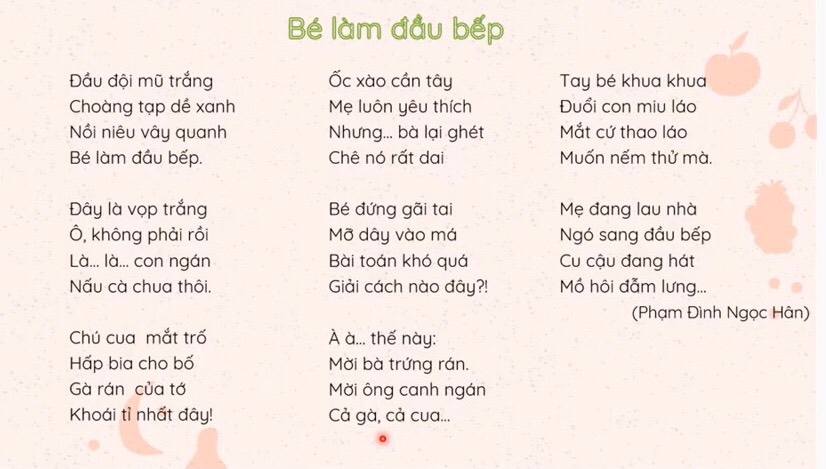 Bé làm đầu bếp
Đầu đội mũ trắng
Choàng tạp dề xanh
Nồi niêu vây quanh
Bé làm đầu bếp.
Đây là vọp trắng
Ô, không phải rồi
Là... là... con ngán
Nấu cà chua thôi.
Chú cua mắt trố
Hấp bia cho bố
Gà rán của tớ
Khoái tỉ nhất đây!
Ốc xào cần tây
Mẹ luôn yêu thích
Nhưng... bà lại ghét
Chê nó rất dai
Bé đứng gãi tai
Mỡ dây vào má
Bài toán khó quá
Giải cách nào đây?!
À à... thế này:
Mời bà trứng rán.
Mời ông canh ngán
Cả gà, cả cua...
Tay bé khua khua
Đuổi con miu láo
Mắt cứ thao láo
Muốn nếm thử mà.
Mẹ đang lau nhà
Ngó sang đầu bếp
Cu cậu đang hát
Mồ hôi đẫm lưng...
(Phạm Đình Ngọc Hân)